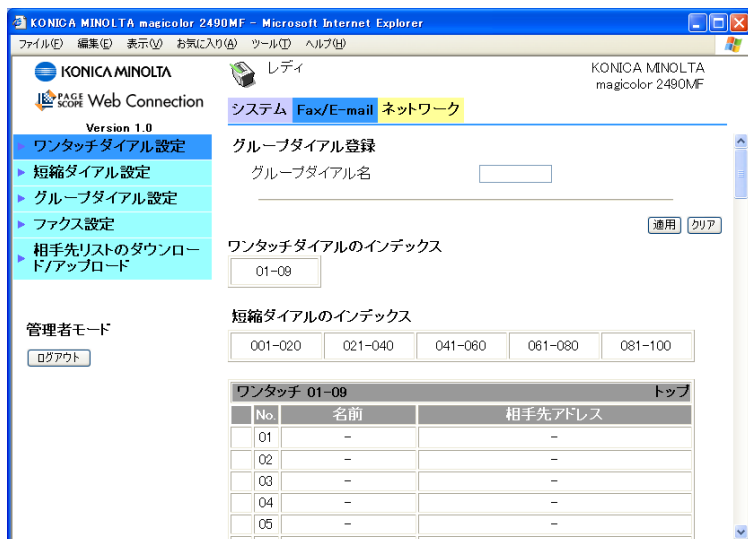 KONICA MINOLTA magicolor 2490MF - Microsoft Internet Explorer
ファイル(F) 編集(E) 表示(V) お気に入り(A) ツール(T) ヘルプ(H)
KONICA MINOLTA
レディ
KONICA MINOLTA
magicolor 2490MF
PAGE SCOPE Web Connection
Version 1.0
システム Fax/E-mail ネットワーク
ワンタッチダイアル設定
短縮ダイアル設定
グループダイアル設定
ファクス設定
相手先リストのダウンロー
ド/アップロード
管理者モード
ログアウト
グループダイアル登録
グループダイアル名
適用 クリア
ワンタッチダイアルのインデックス
01-09
短縮ダイアルのインデックス
001-020 021-040 041-060 061-080 081-100
ワンタッチ 01-09 トップ
No. 名前 相手先アドレス
01 - -
02 - -
03 - -
04 - -
05 - -